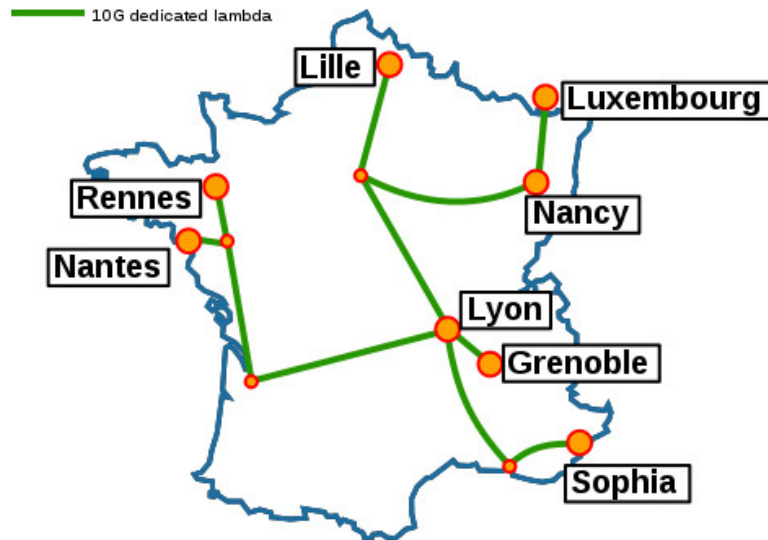 10G dedicated lambda
Lille
Luxembourg
Rennes
Nancy
Nantes
Lyon
Grenoble
Sophia